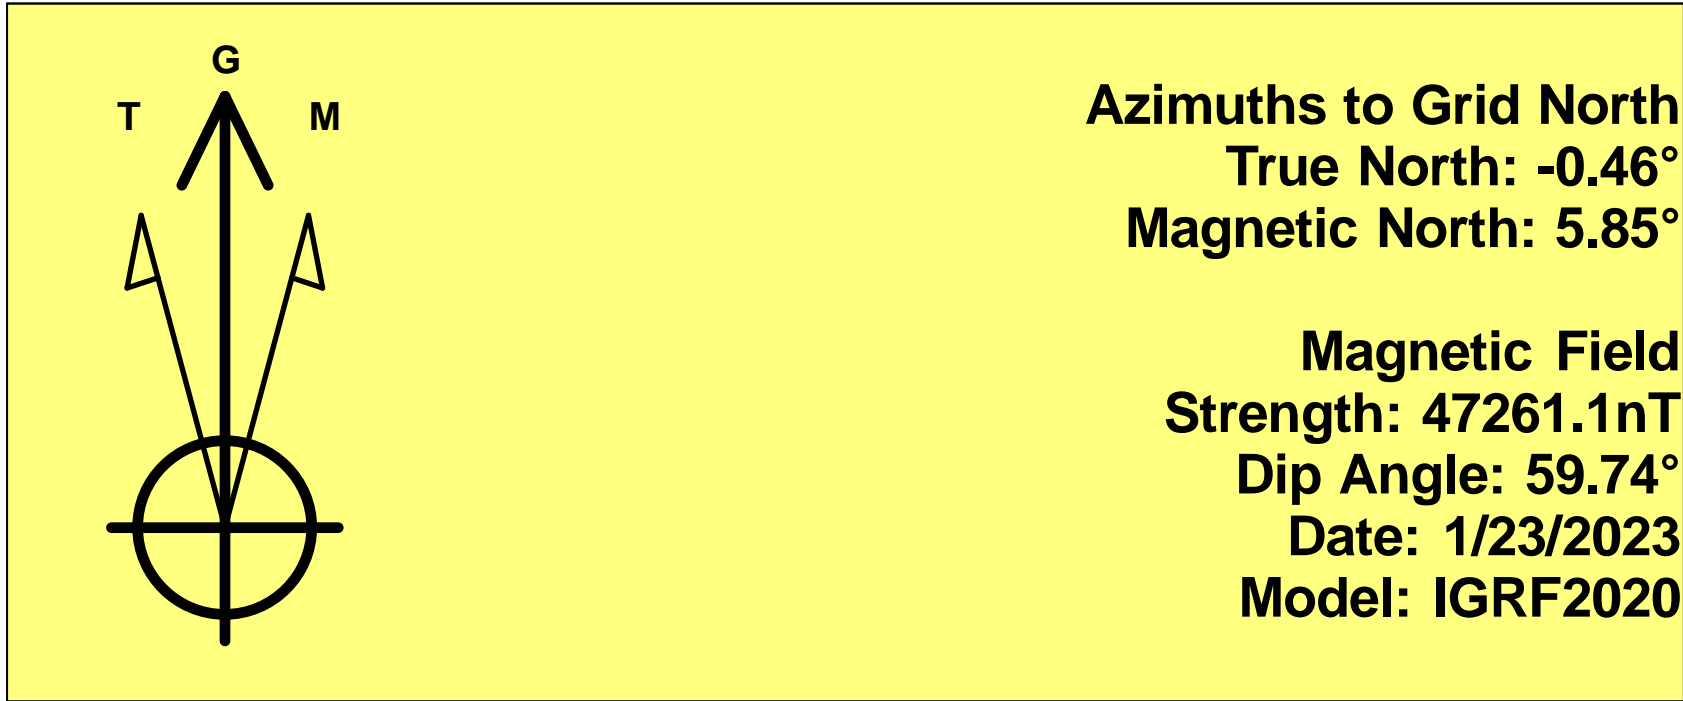 G
T M
Azimuths to Grid North
True North: -0.46°
Magnetic North: 5.85°
Magnetic Field
Strength: 47261.1nT
Dip Angle: 59.74°
Date: 1/23/2023
Model: IGRF2020